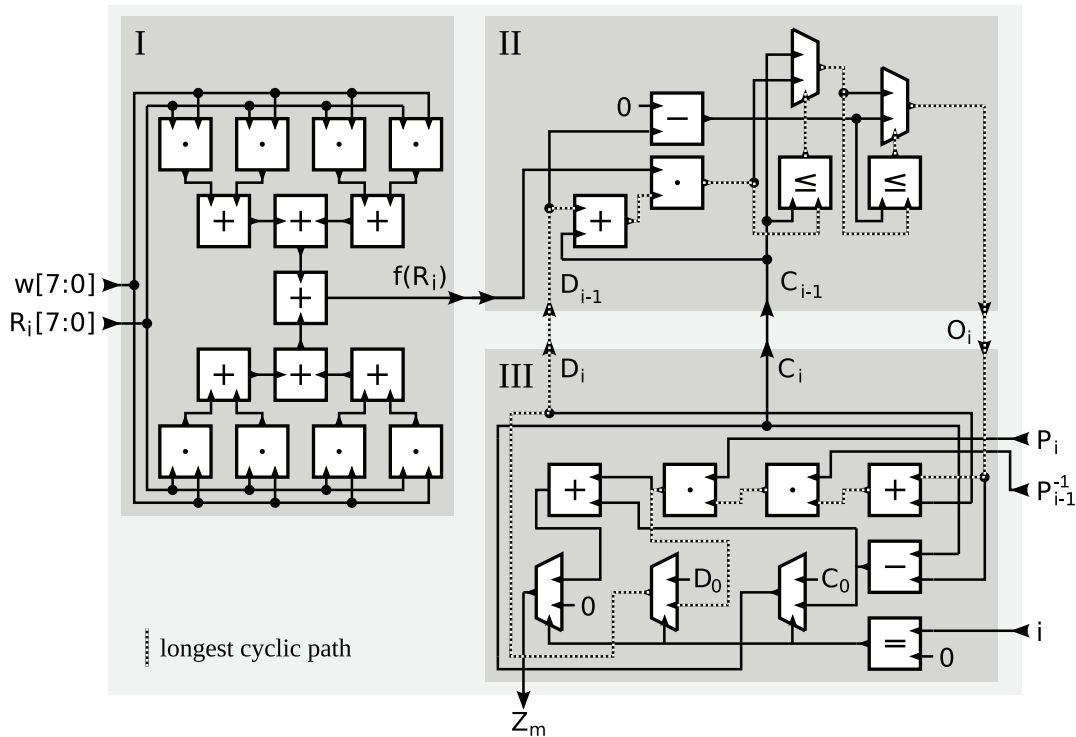 I
II
0
−
≤
≤
·
·
·
·
·
+
+
+
+
w[7:0]
R_i[7:0]
+
f(R_i)
D_{i-1}
C_{i-1}
O_i
+
+
+
III
D_i
C_i
P_i
·
·
·
·
+
·
·
+
P_{i-1}^{-1}
−
D_0
C_0
0
=
i
0
longest cyclic path
Z_m